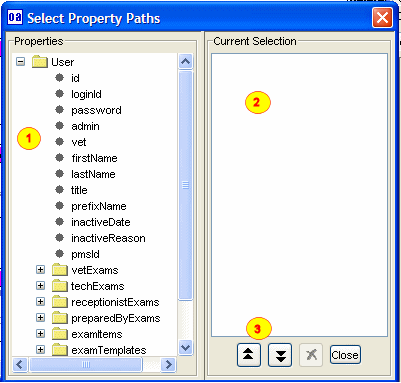 oa Select Property Paths
Properties
User
id
loginId
password
admin
1
vet
firstName
lastName
title
prefixName
inactiveDate
inactiveReason
pmsId
vetExams
techExams
receptionistExams
preparedByExams
examItems
examTemplates
Current Selection
2
3
Close